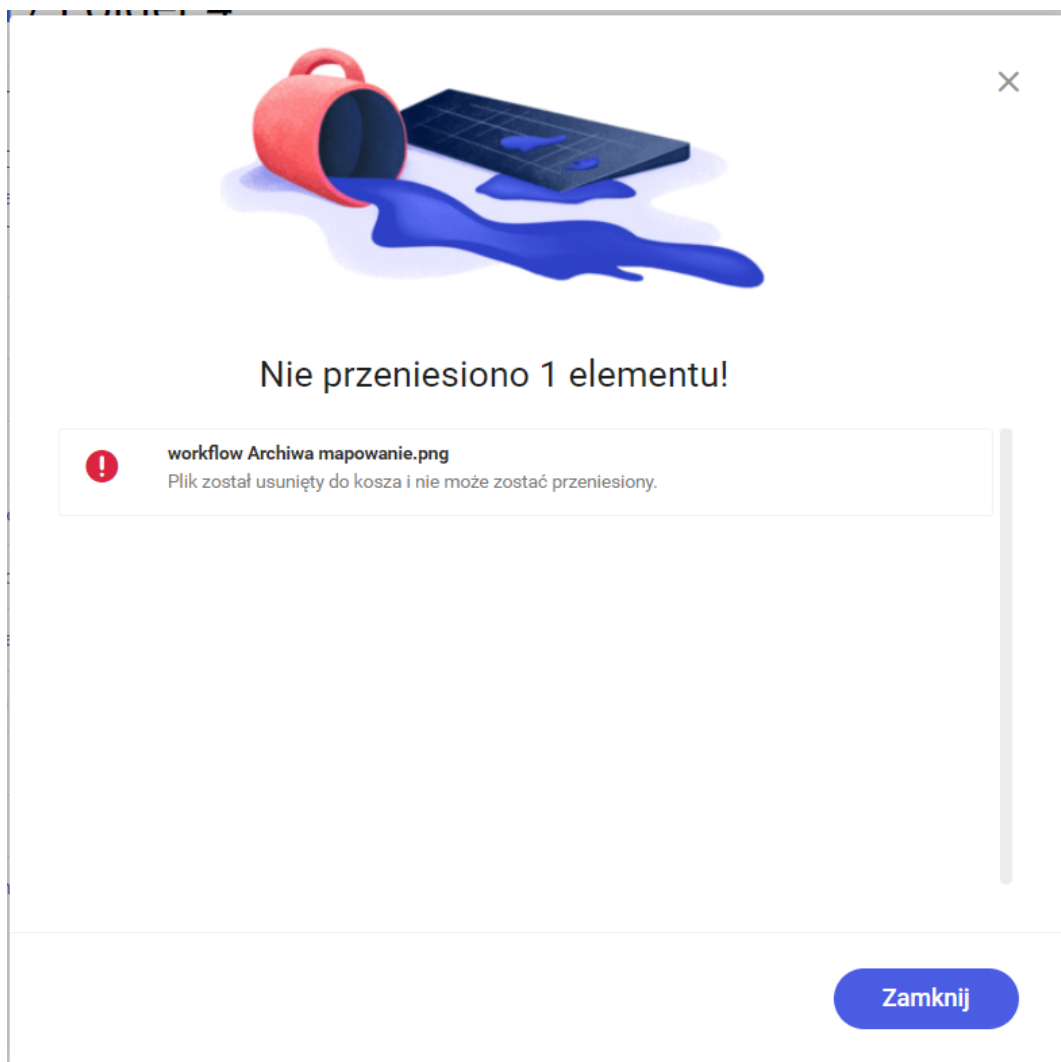 Nie przeniesiono 1 elementu!
workflow Archiwa mapowanie.png
Plik został usunięty do kosza i nie może zostać przeniesiony.
Zamknij